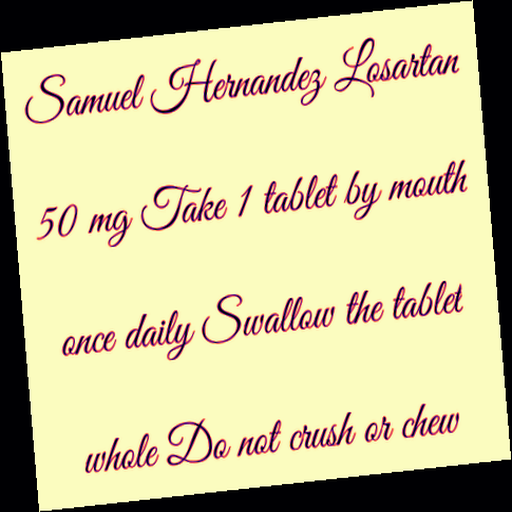 Samuel Hernandez Losartan
50 mg Take 1 tablet by mouth
once daily Swallow the tablet
whole Do not crush or chew